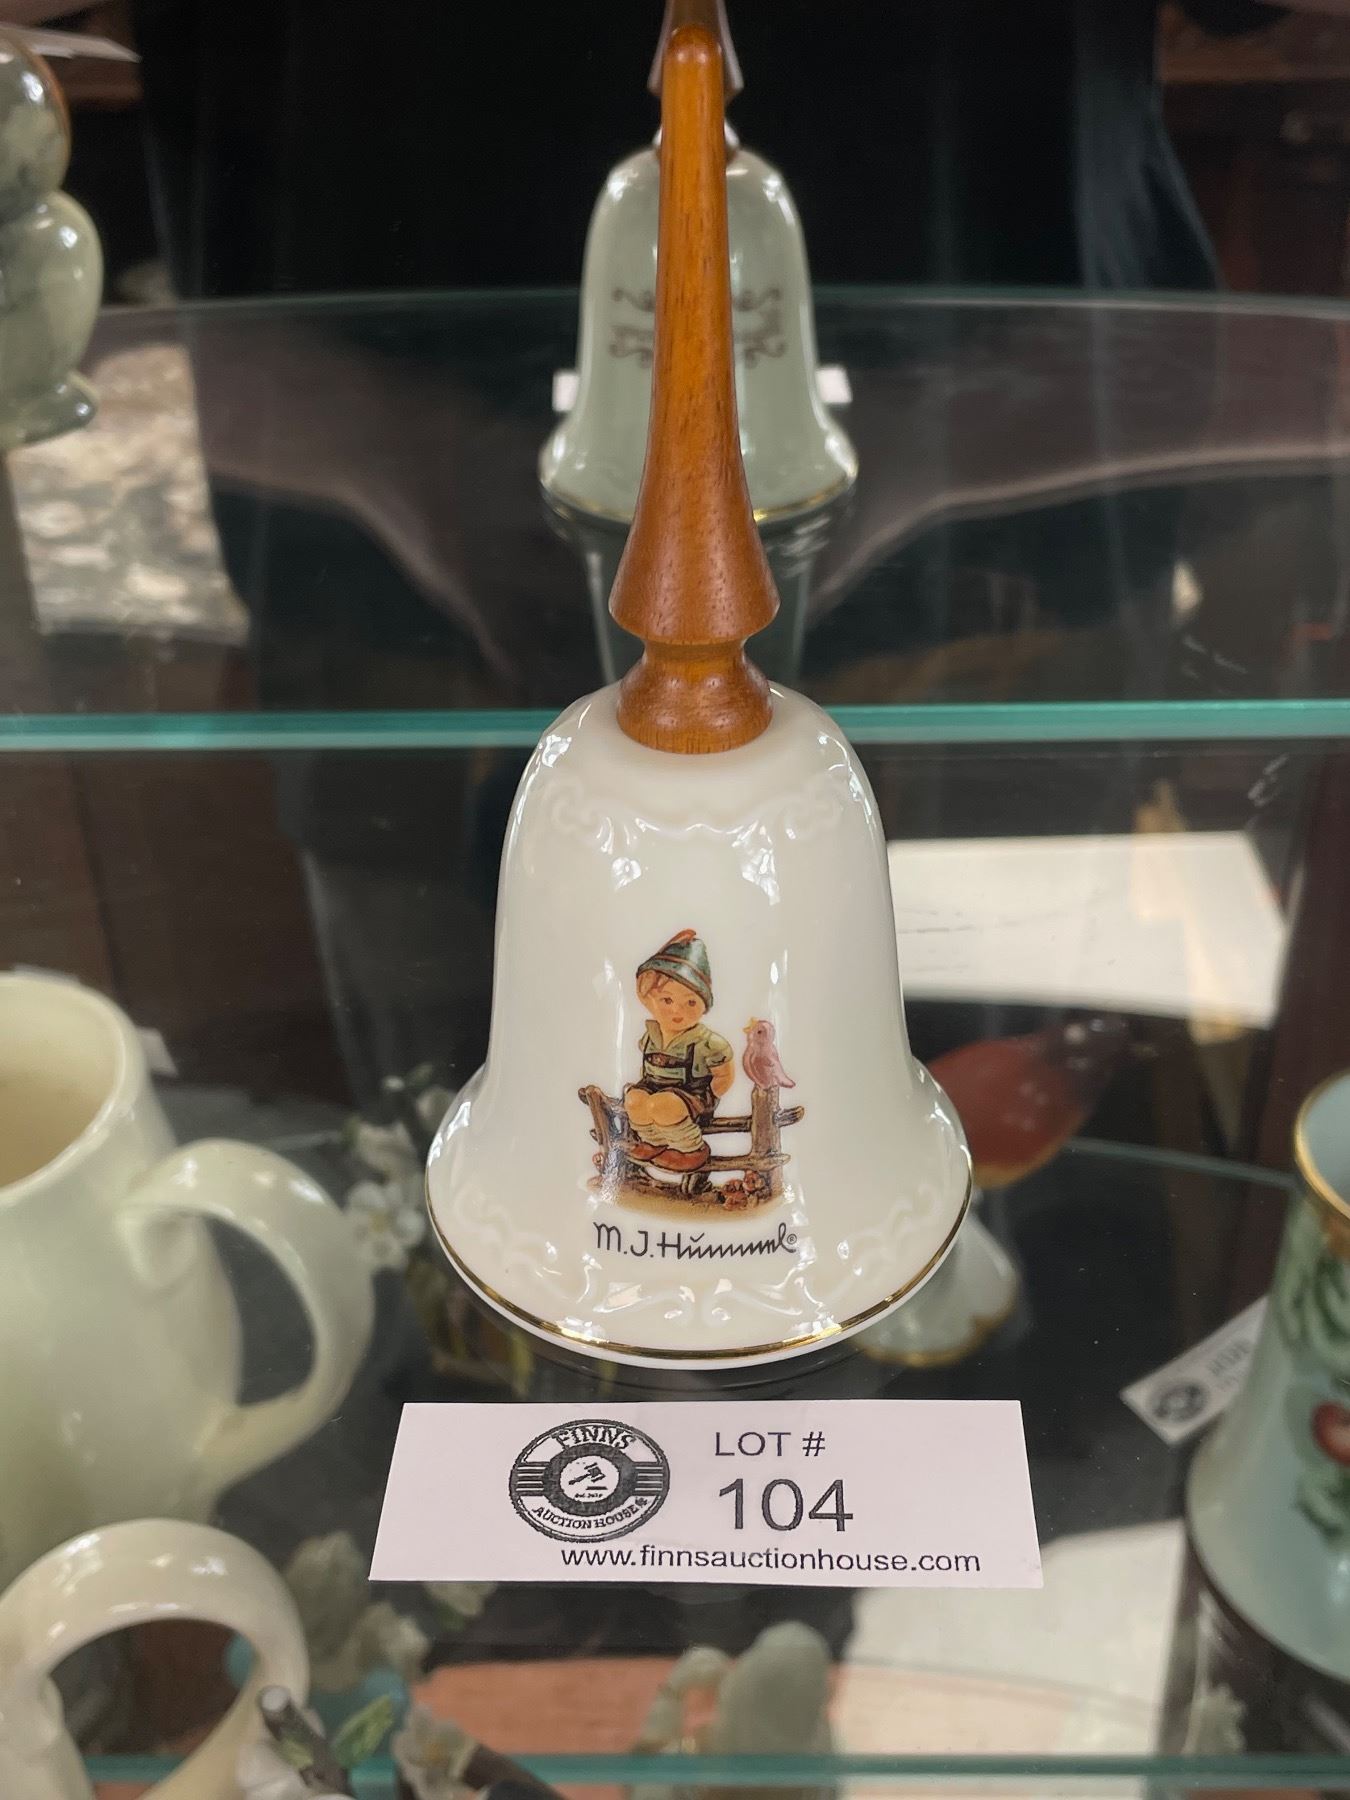 M.J.Hummel®
FINNS
AUCTION HOUSE
LOT #
104
www.finnsauctionhouse.com